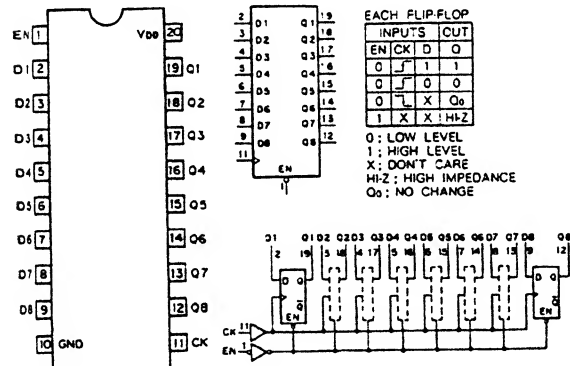 EN 1
VDD 20
D1 2
19 Q1
D2 3
18 Q2
D3 4
17 Q3
D4 5
16 Q4
D5 6
15 Q5
D6 7
14 Q6
D7 8
13 Q7
D8 9
12 Q8
10 GND
11 CK
2 D1 Q1 19
3 D2 Q2 18
4 D3 Q3 17
5 D4 Q4 16
6 D5 Q5 15
7 D6 Q6 14
8 D7 Q7 13
9 D8 Q8 12
11
EN
1
EACH FLIP-FLOP
INPUTS OUT
EN CK D Q
0 1 1
0 0 0
0 X Qo
1 X X HI-Z
0 ; LOW LEVEL
1 ; HIGH LEVEL
X ; DON'T CARE
HI-Z ; HIGH IMPEDANCE
Qo ; NO CHANGE
D1 Q1 D2 Q2 D3 Q3 D4 Q4 D5 Q5 D6 Q6 D7 Q7 D8 Q8
2 19 18 4 17 5 16 6 15 7 14 8 13 9 12
D Q
Q
EN
D Q
Q
EN
CK 11
EN 1